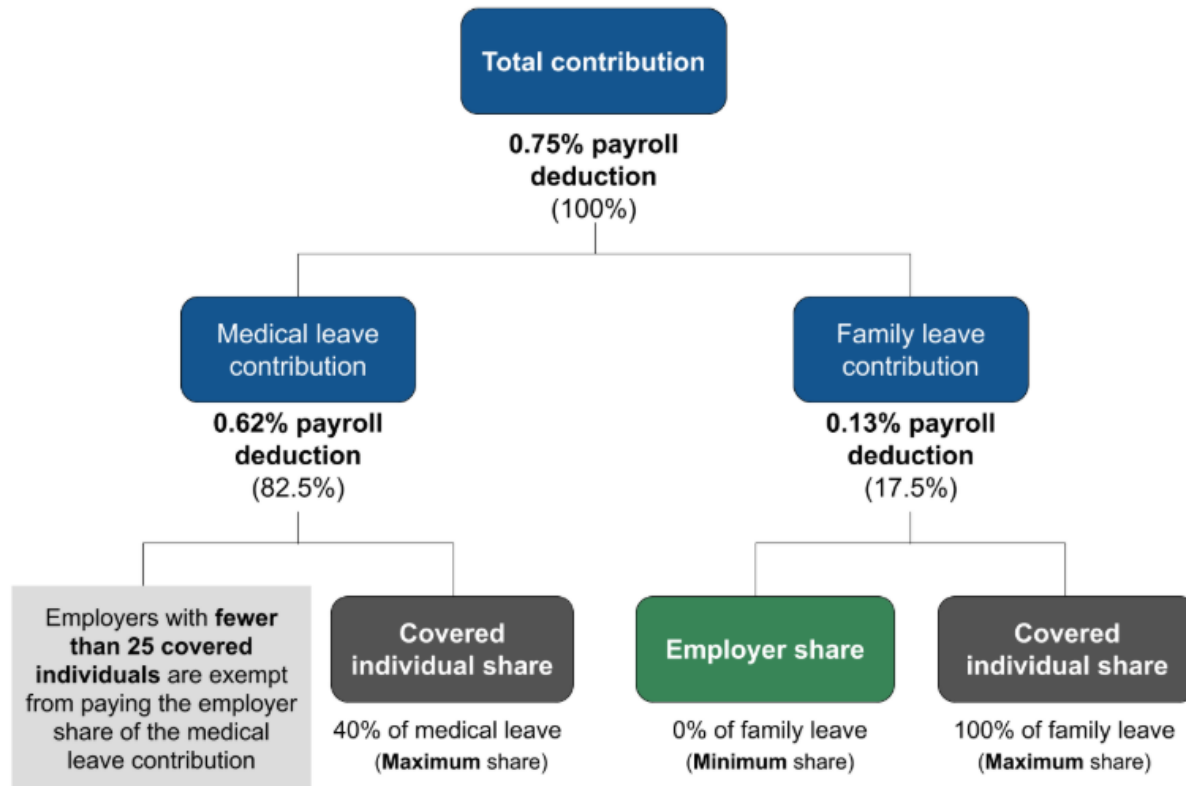 Total contribution
0.75% payroll
deduction
(100%)
Medical leave
contribution
0.62% payroll
deduction
(82.5%)
Family leave
contribution
0.13% payroll
deduction
(17.5%)
Employers with fewer
than 25 covered
individuals are exempt
from paying the employer
share of the medical
leave contribution
Covered
individual share
40% of medical leave
(Maximum share)
Employer share
0% of family leave
(Minimum share)
Covered
individual share
100% of family leave
(Maximum share)